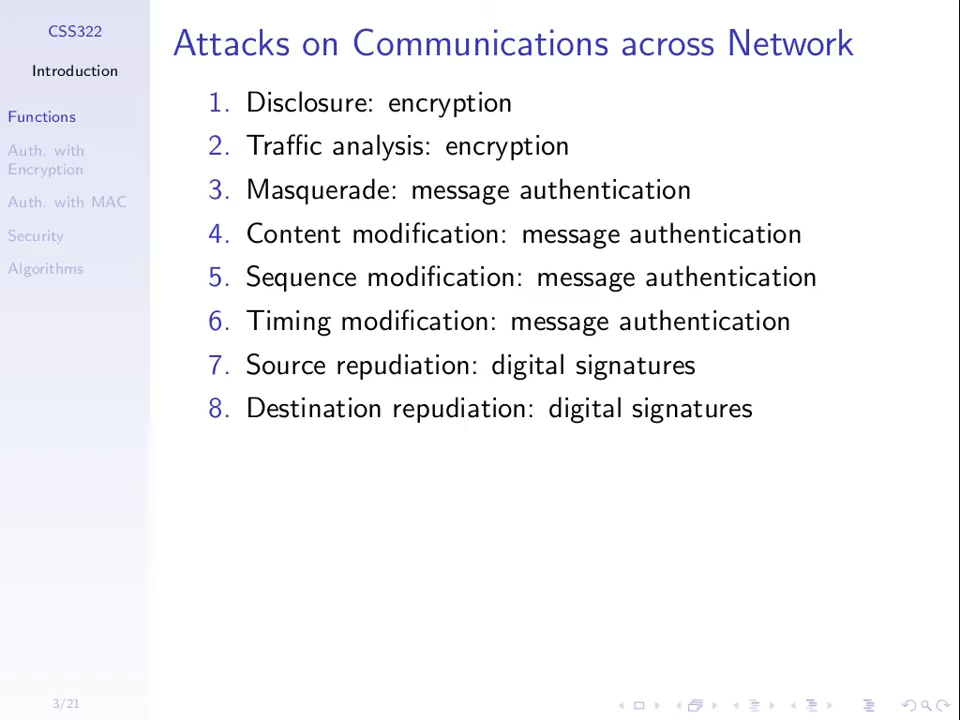 CSS322
Introduction
Functions
Auth. with
Encryption
Auth. with MAC
Security
Algorithms
3/21
Attacks on Communications across Network
1. Disclosure: encryption
2. Traffic analysis: encryption
3. Masquerade: message authentication
4. Content modification: message authentication
5. Sequence modification: message authentication
6. Timing modification: message authentication
7. Source repudiation: digital signatures
8. Destination repudiation: digital signatures